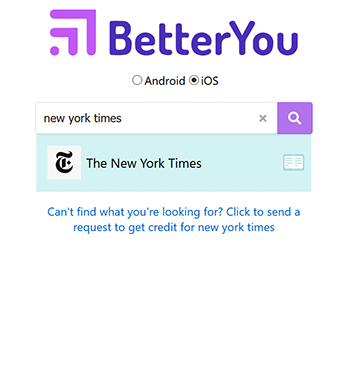 BetterYou
Android iOS
new york times
The New York Times
Can't find what you're looking for? Click to send a
request to get credit for new york times